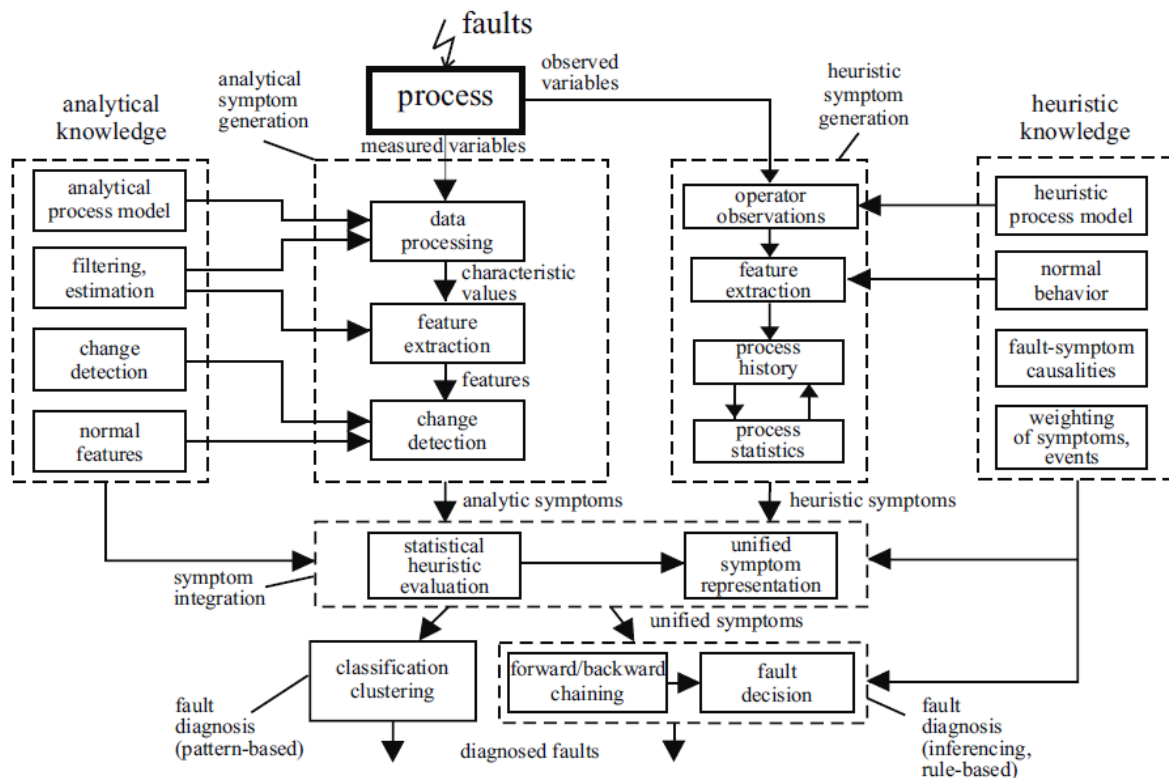 faults
observed
variables
process
measured variables
analytical
symptom
generation
heuristic
symptom
generation
analytical
knowledge
heuristic
knowledge
analytical
process model
filtering,
estimation
change
detection
normal
features
data
processing
characteristic
values
feature
extraction
features
change
detection
operator
observations
feature
extraction
process
history
process
statistics
heuristic
process model
normal
behavior
fault-symptom
causalities
weighting
of symptoms,
events
analytic symptoms
heuristic symptoms
symptom
integration
statistical
heuristic
evaluation
unified
symptom
representation
unified symptoms
classification
clustering
forward/backward
chaining
fault
decision
fault
diagnosis
(pattern-based)
diagnosed faults
fault
diagnosis
(inferencing,
rule-based)